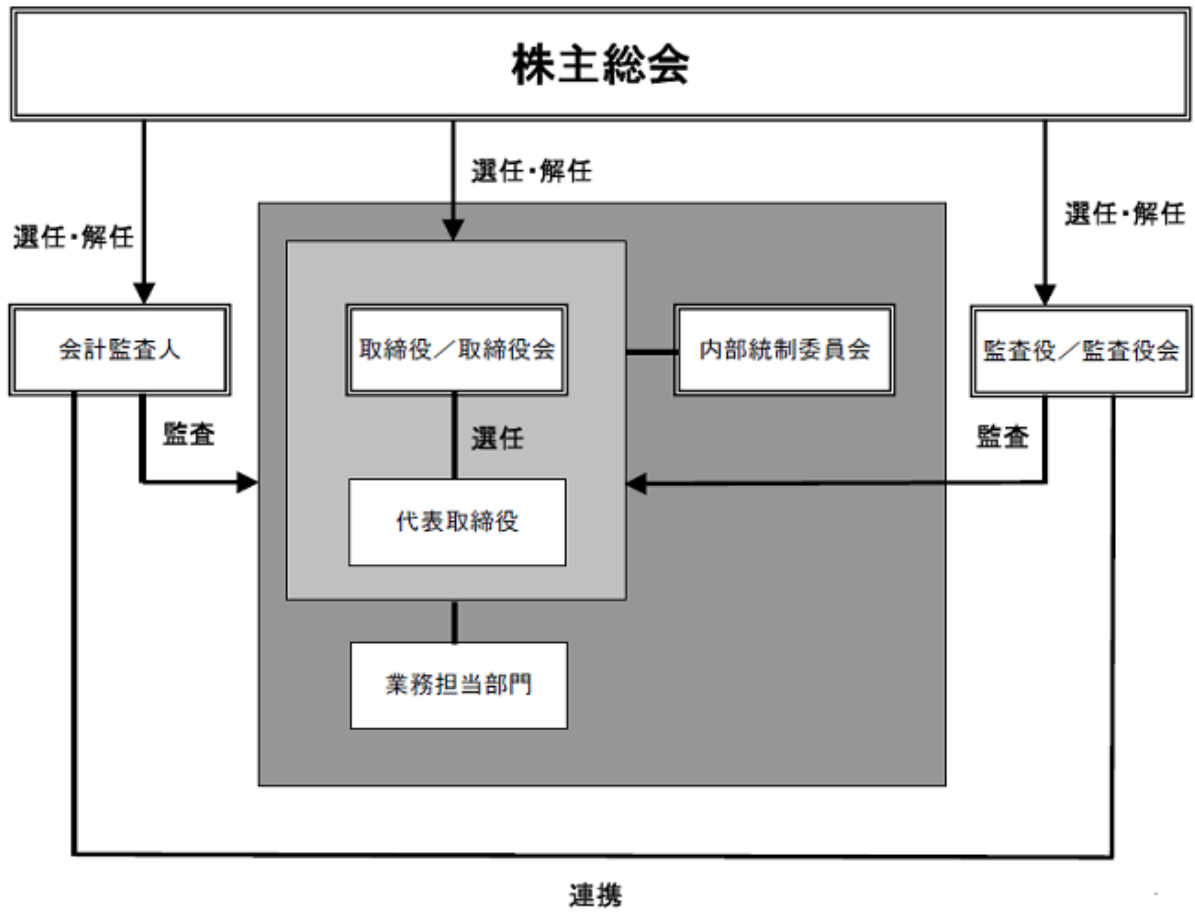 株主総会
選任・解任
選任・解任
選任・解任
会計監査人
取締役／取締役会
内部統制委員会
監査役／監査役会
監査
選任
監査
代表取締役
業務担当部門
連携